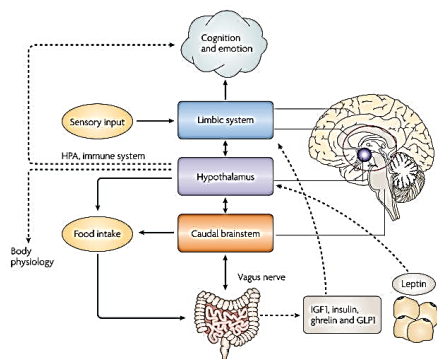 Cognition
and emotion
Sensory input
Limbic system
HPA, immune system
Hypothalamus
Body
physiology
Food intake
Caudal brainstem
Vagus nerve
Leptin
IGF1, insulin,
ghrelin and GLP1